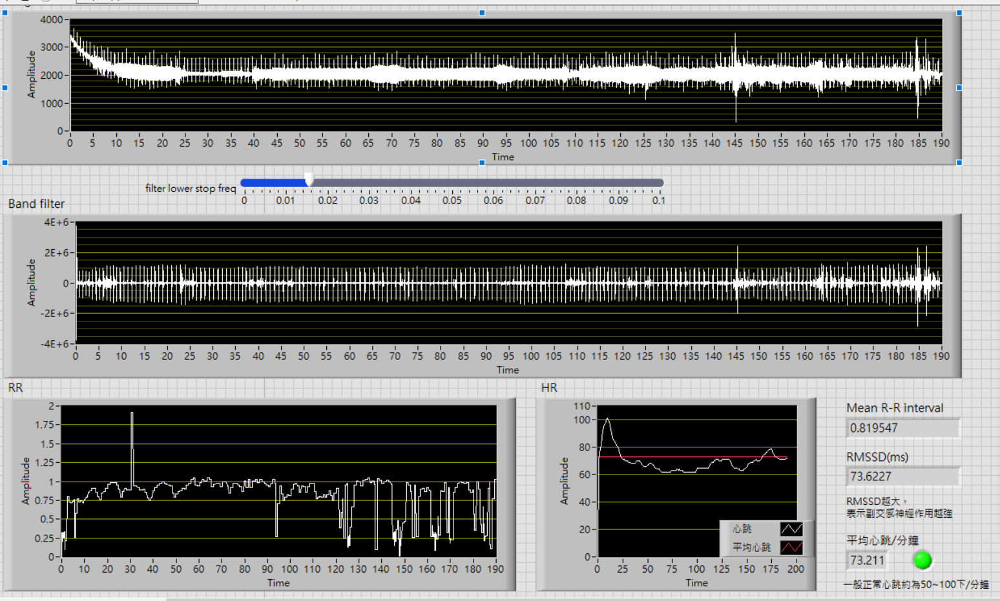 4000
3000
2000
1000
0
Amplitude
0 5 10 15 20 25 30 35 40 45 50 55 60 65 70 75 80 85 90 95 100 105 110 115 120 125 130 135 140 145 150 155 160 165 170 175 180 185 190
Time
filter lower stop freq
0 0.01 0.02 0.03 0.04 0.05 0.06 0.07 0.08 0.09 0.1
Band filter
4E+6
2E+6
0
-2E+6
-4E+6
Amplitude
0 5 10 15 20 25 30 35 40 45 50 55 60 65 70 75 80 85 90 95 100 105 110 115 120 125 130 135 140 145 150 155 160 165 170 175 180 185 190
Time
RR
2
1.75
1.5
1.25
1
0.75
0.5
0.25
0
Amplitude
0 10 20 30 40 50 60 70 80 90 100 110 120 130 140 150 160 170 180 190
Time
HR
110
100
80
60
40
20
0
Amplitude
心跳
平均心跳
0 25 50 75 100 125 150 175 200
Time
Mean R-R interval
0.819547
RMSSD(ms)
73.6227
RMSSD越大，
表示副交感神經作用越強
平均心跳/分鐘
73.211
一般正常心跳約為50~100下/分鐘